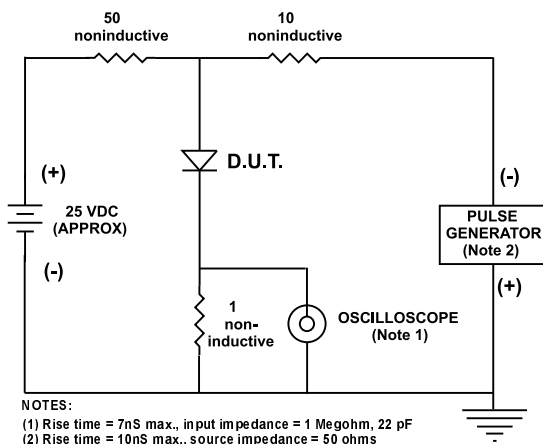 50
noninductive
10
noninductive
(+)
25 VDC
(APPROX)
(-)
D.U.T.
1
non-
inductive
OSCILLOSCOPE
(Note 1)
(-)
PULSE
GENERATOR
(Note 2)
(+)
NOTES:
(1) Rise time = 7nS max., input impedance = 1 Megohm, 22 pF
(2) Rise time = 10nS max., source impedance = 50 ohms